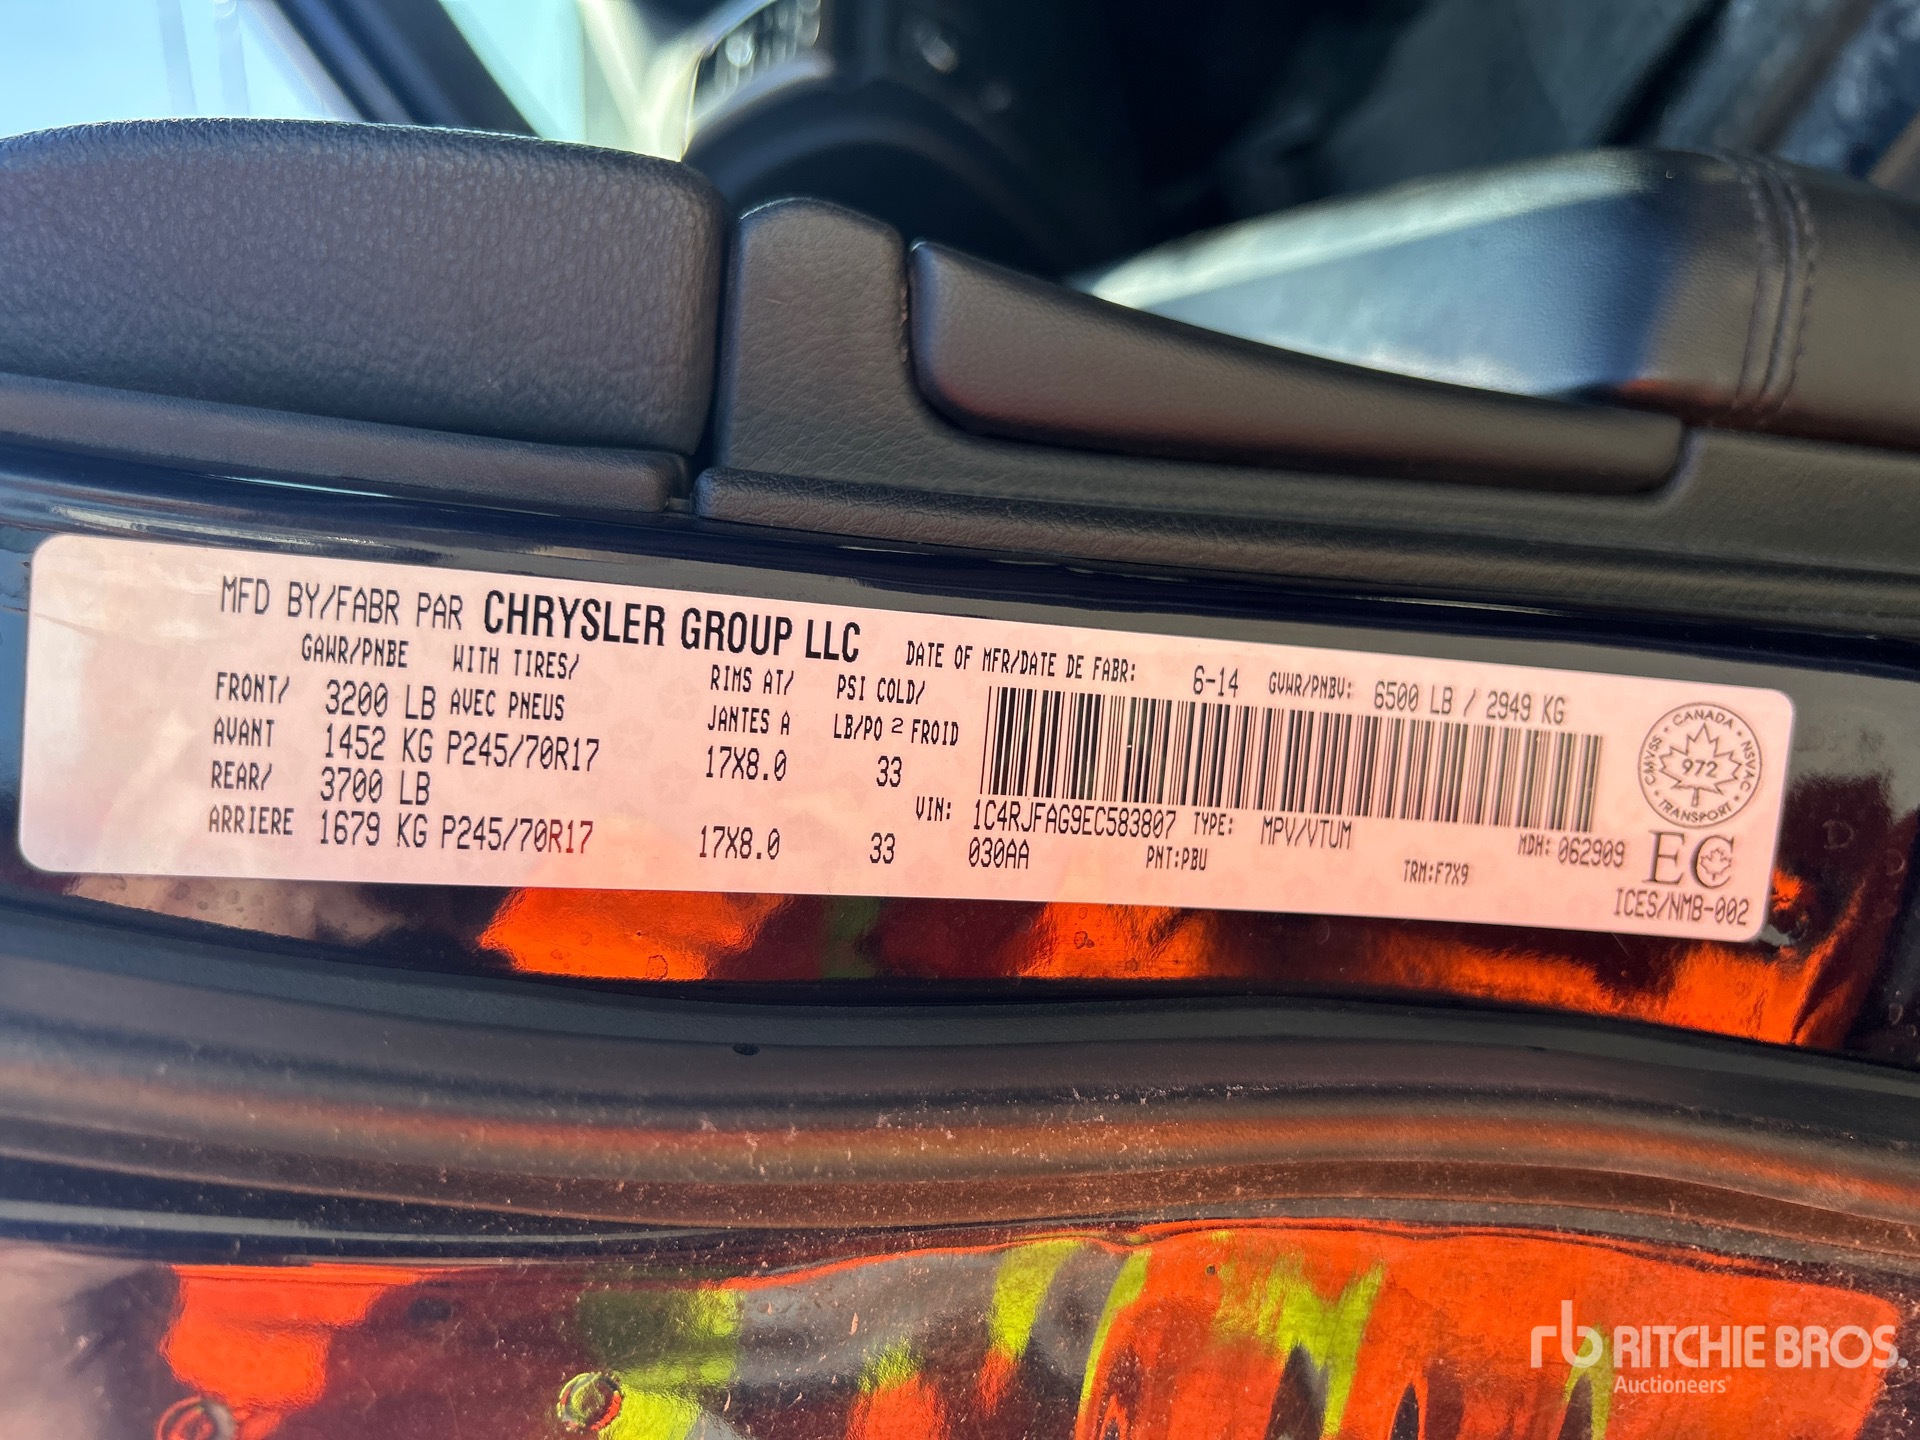 MFD BY/FABR PAR CHRYSLER GROUP LLC DATE OF MFR/DATE DE FABR: 6-14 GVWR/PNBV: 6500 LB / 2949 KG
GAWR/PNBE WITH TIRES/ RIMS AT/ PSI COLD/
FRONT/ 3200 LB AVEC PNEUS JANTES A LB/PO 2 FROID
AVANT 1452 KG P245/70R17 17X8.0 33
REAR/ 3700 LB
ARRIERE 1679 KG P245/70R17 17X8.0 33
VIN: 1C4RJFAG9EC583807 TYPE: MPV/VTUM MDH: 062909
030AA PNT:PBU TRM:F7X9
CANADA
CMVSS NSVAC
972
TRANSPORT
EC
ICES/NMB-002
rb RITCHIE BROS.
Auctioneers